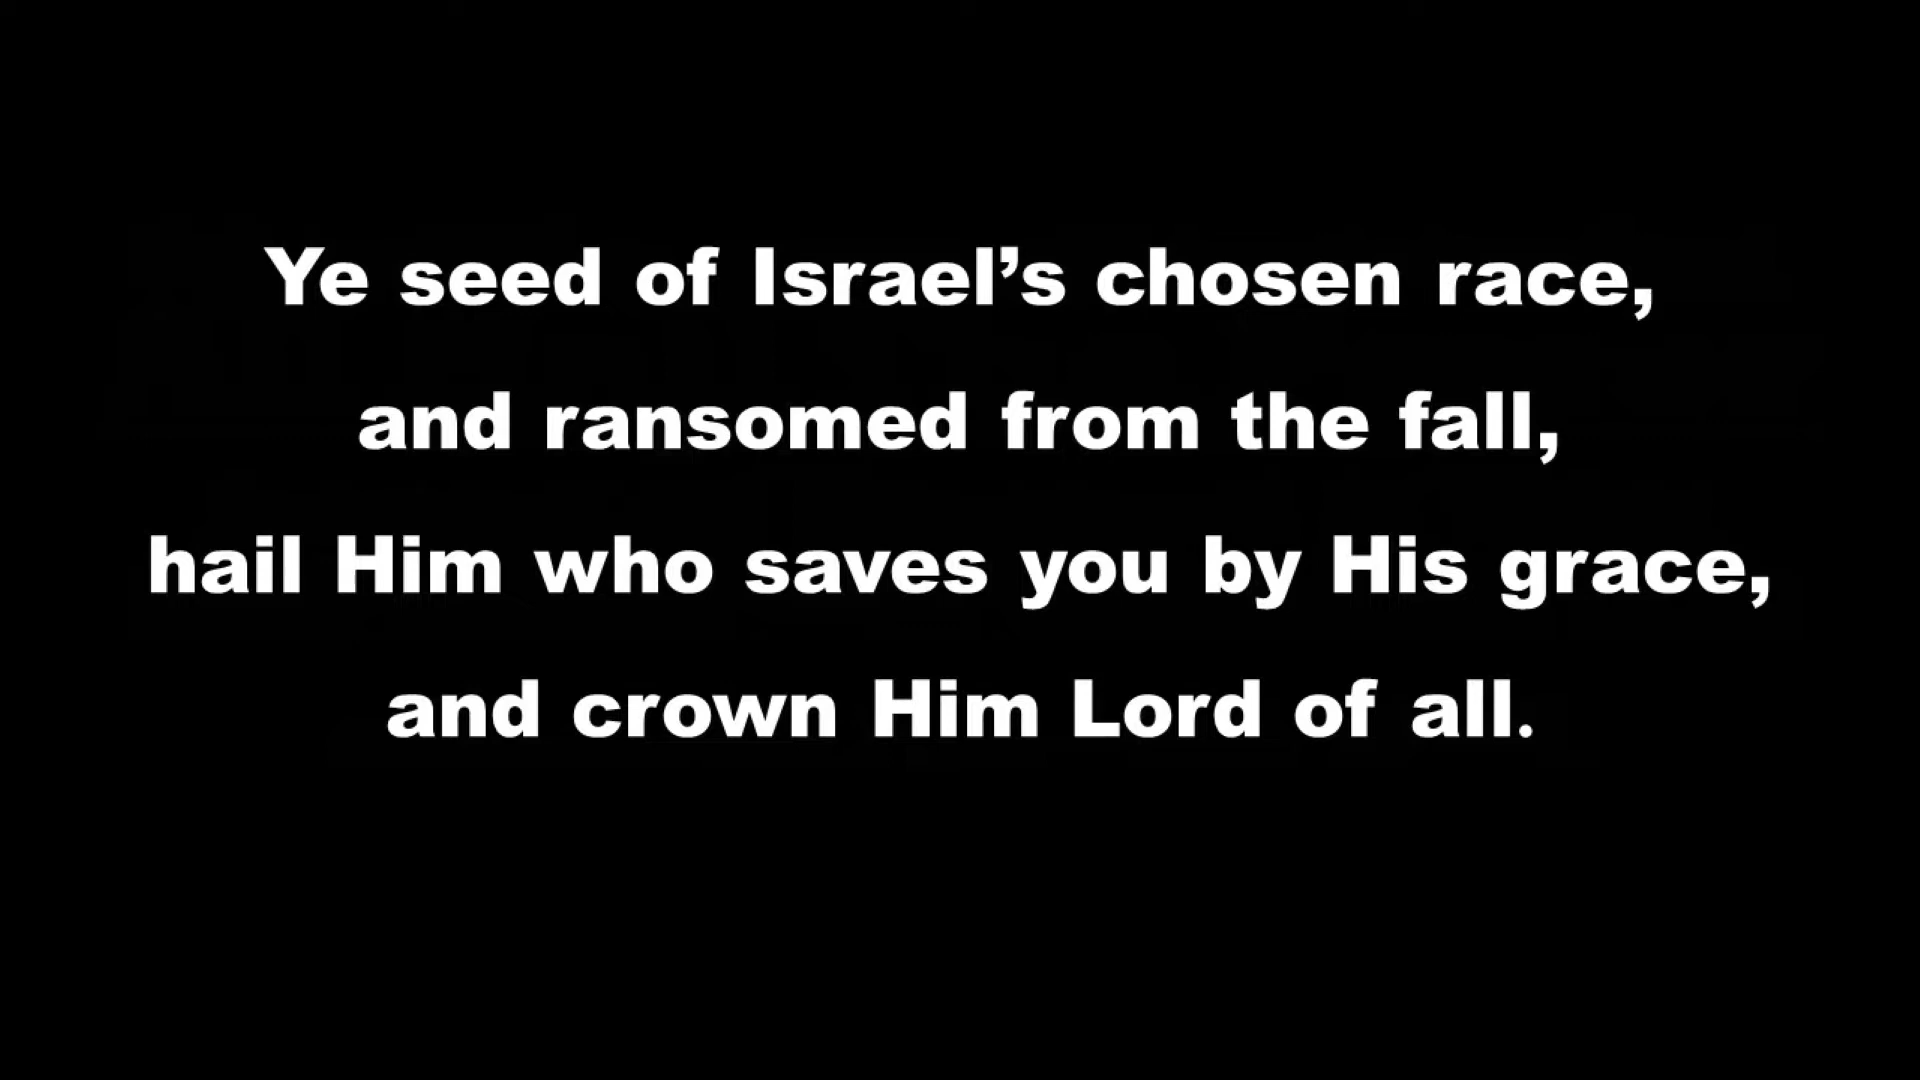 Ye seed of Israel’s chosen race,
and ransomed from the fall,
hail Him who saves you by His grace,
and crown Him Lord of all.